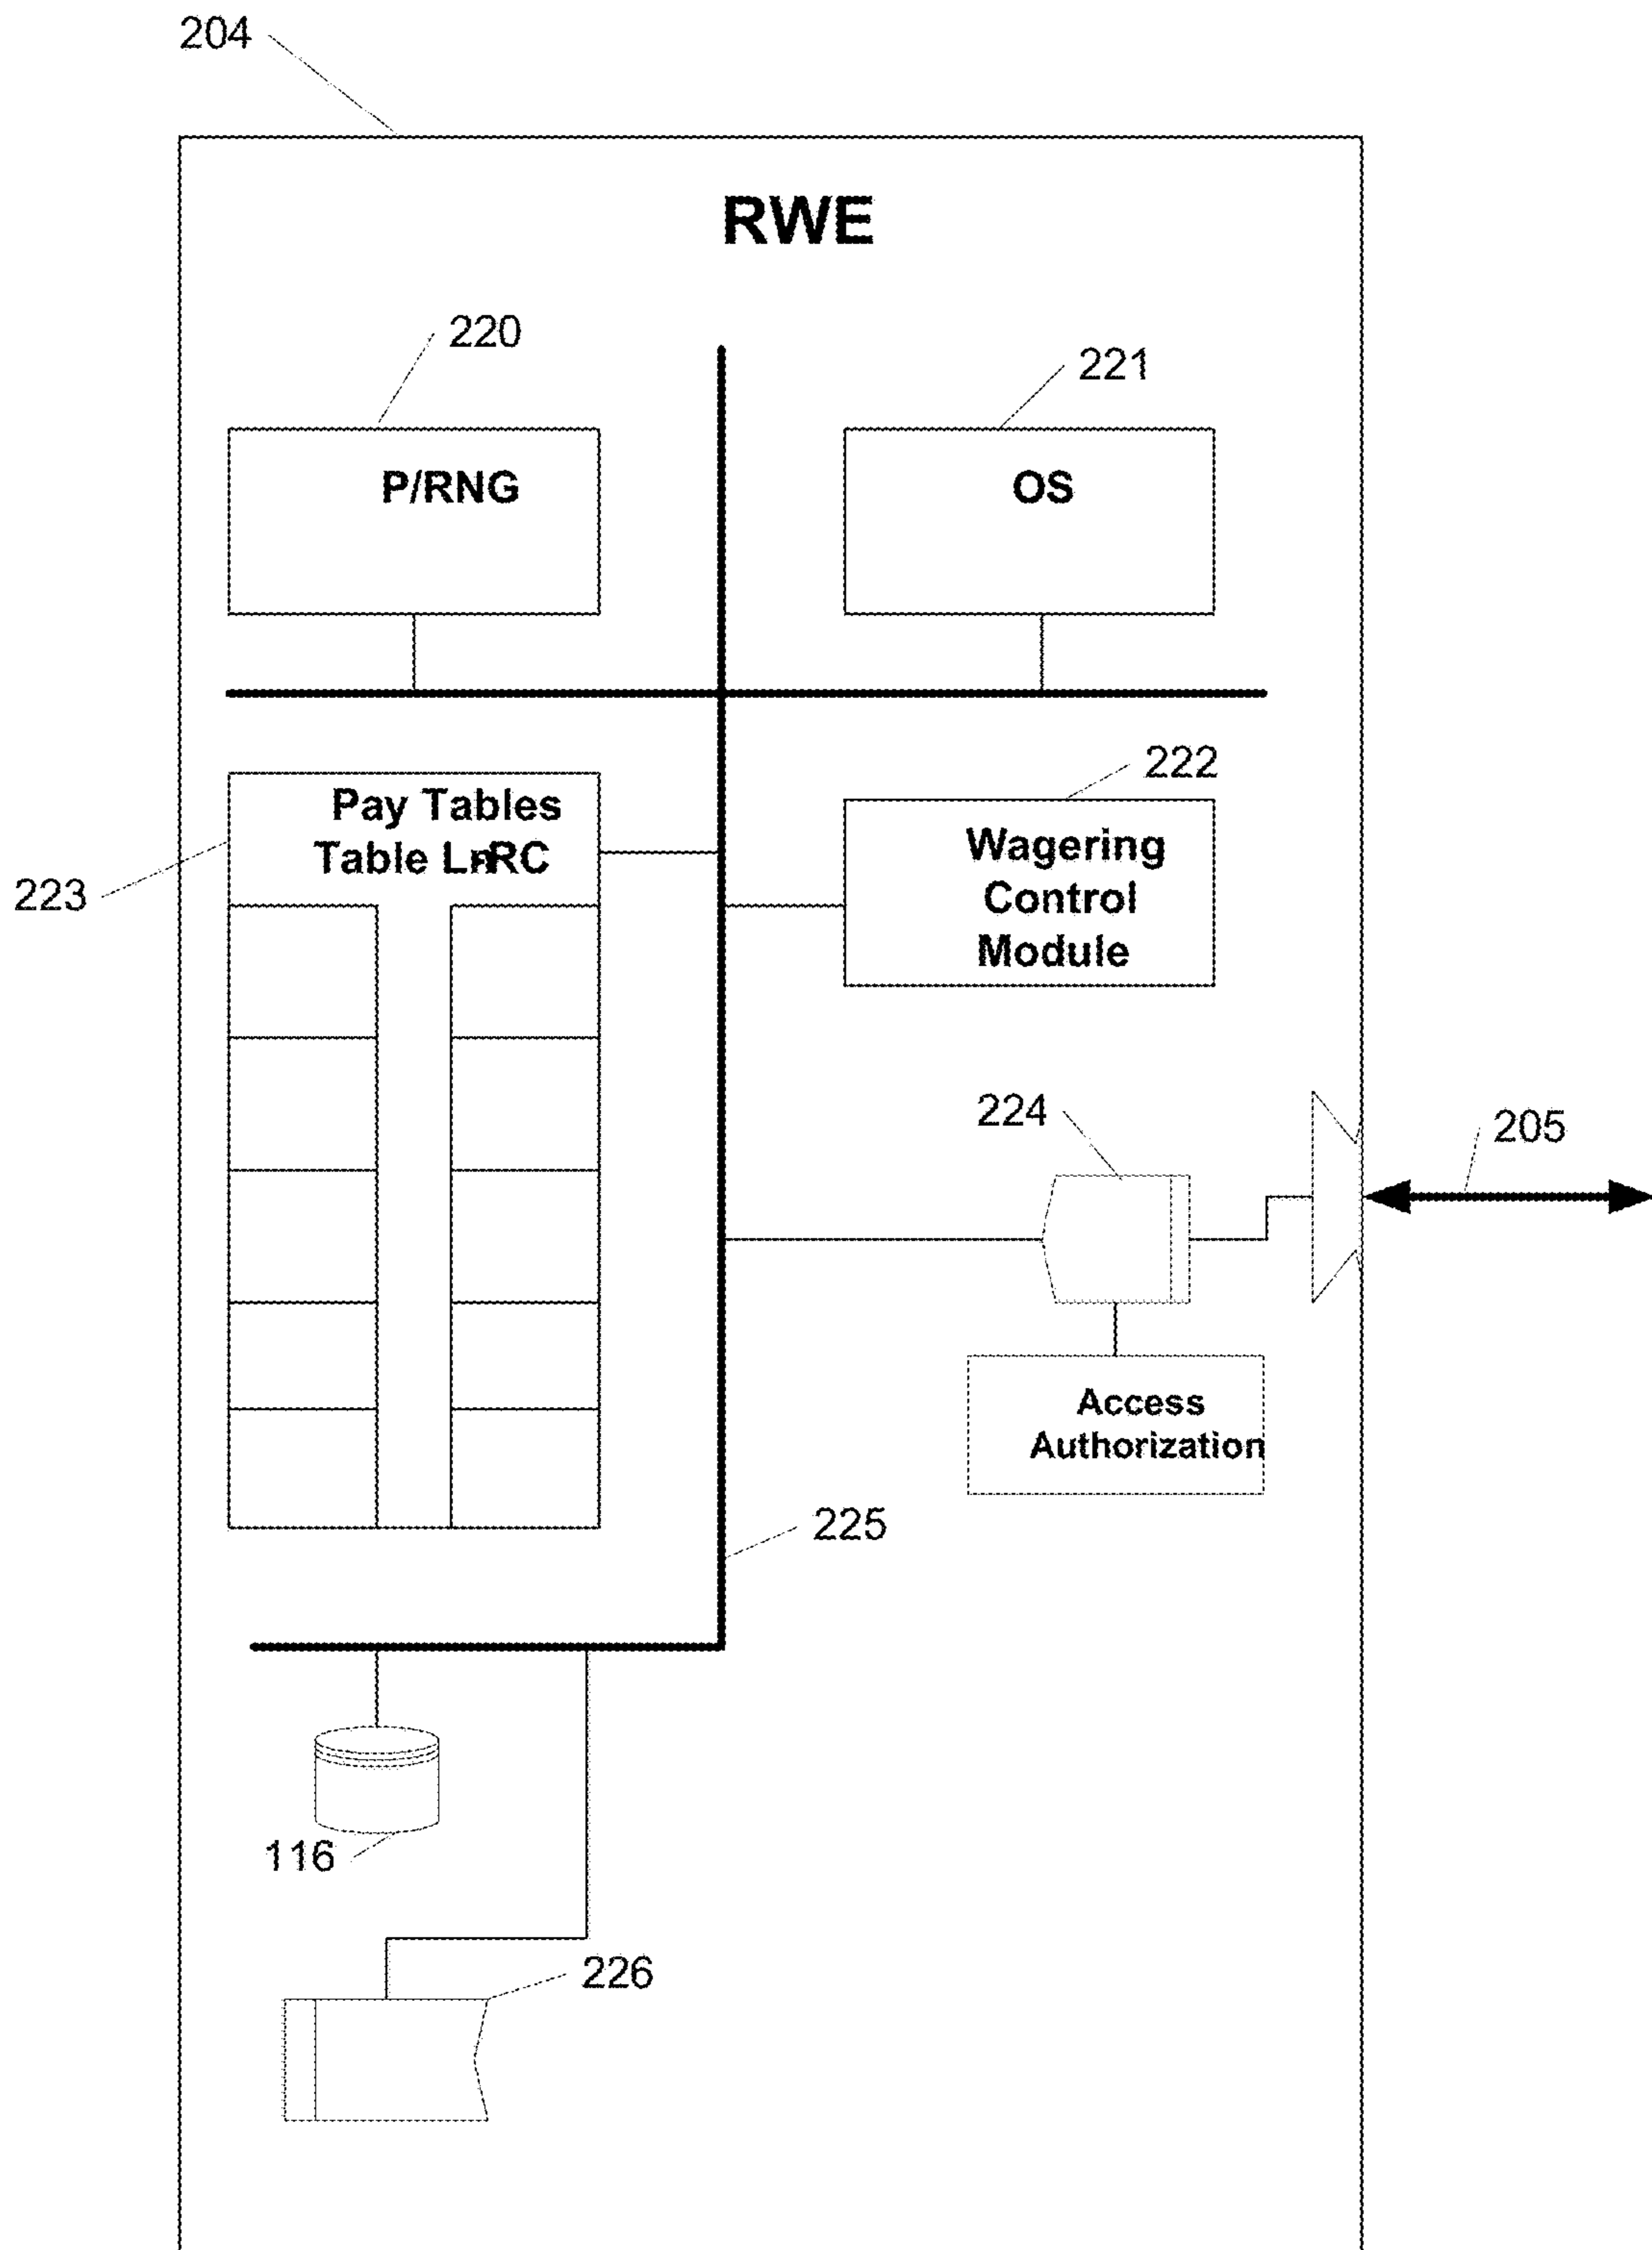 204
RWE
220
221
P/RNG
OS
222
Pay Tables
Table
223
Wagering
Control
Module
224
205
Access
Authorization
225
116
226